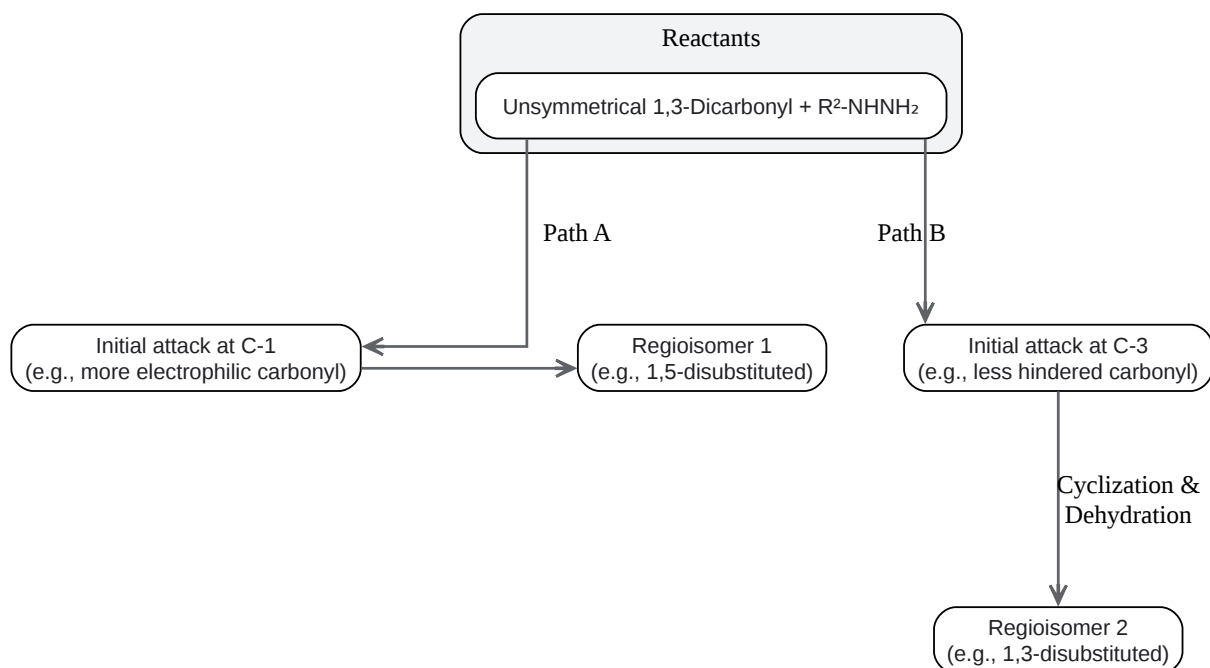 Reactants
Unsymmetrical 1,3-Dicarbonyl + R²-NHNH₂
Path A
Path B
Initial attack at C-1
(e.g., more electrophilic carbonyl)
Regioisomer 1
(e.g., 1,5-disubstituted)
Initial attack at C-3
(e.g., less hindered carbonyl)
Cyclization &
Dehydration
Regioisomer 2
(e.g., 1,3-disubstituted)